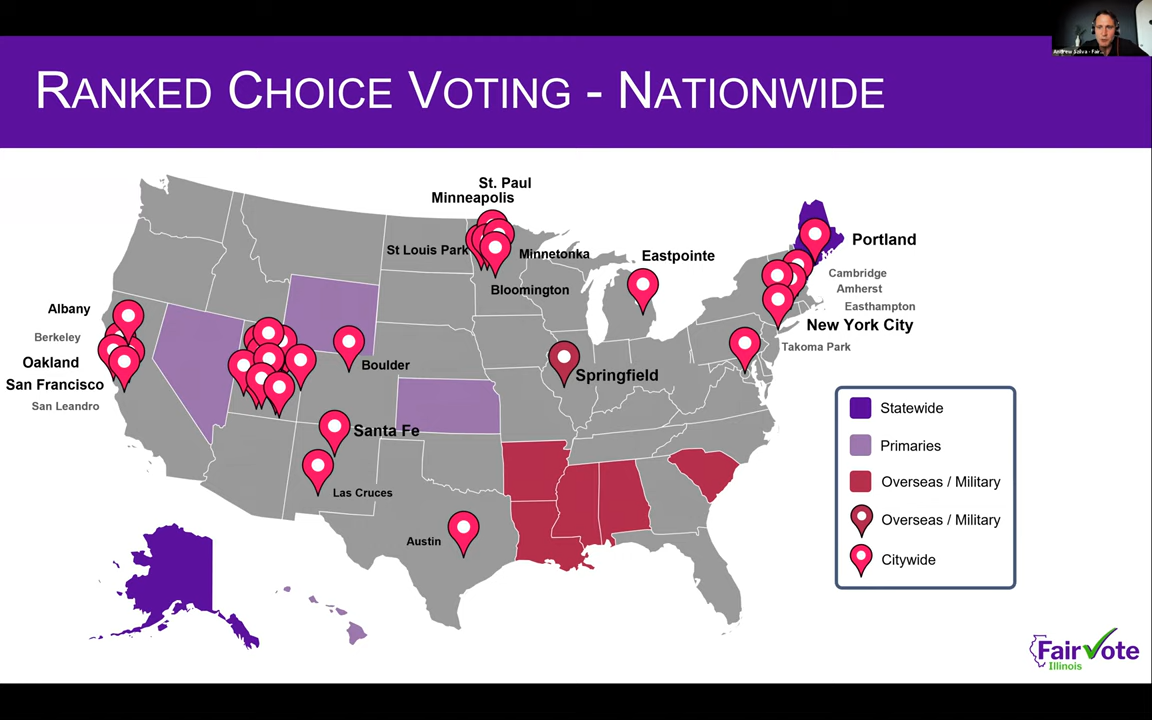 RANKED CHOICE VOTING - NATIONWIDE
St. Paul
Minneapolis
St Louis Park
Minnetonka
Bloomington
Eastpointe
Portland
Cambridge
Amherst
Easthampton
New York City
Takoma Park
Albany
Berkeley
Oakland
San Francisco
San Leandro
Boulder
Springfield
Santa Fe
Las Cruces
Austin
Statewide
Primaries
Overseas / Military
Overseas / Military
Citywide
FairVote
Illinois